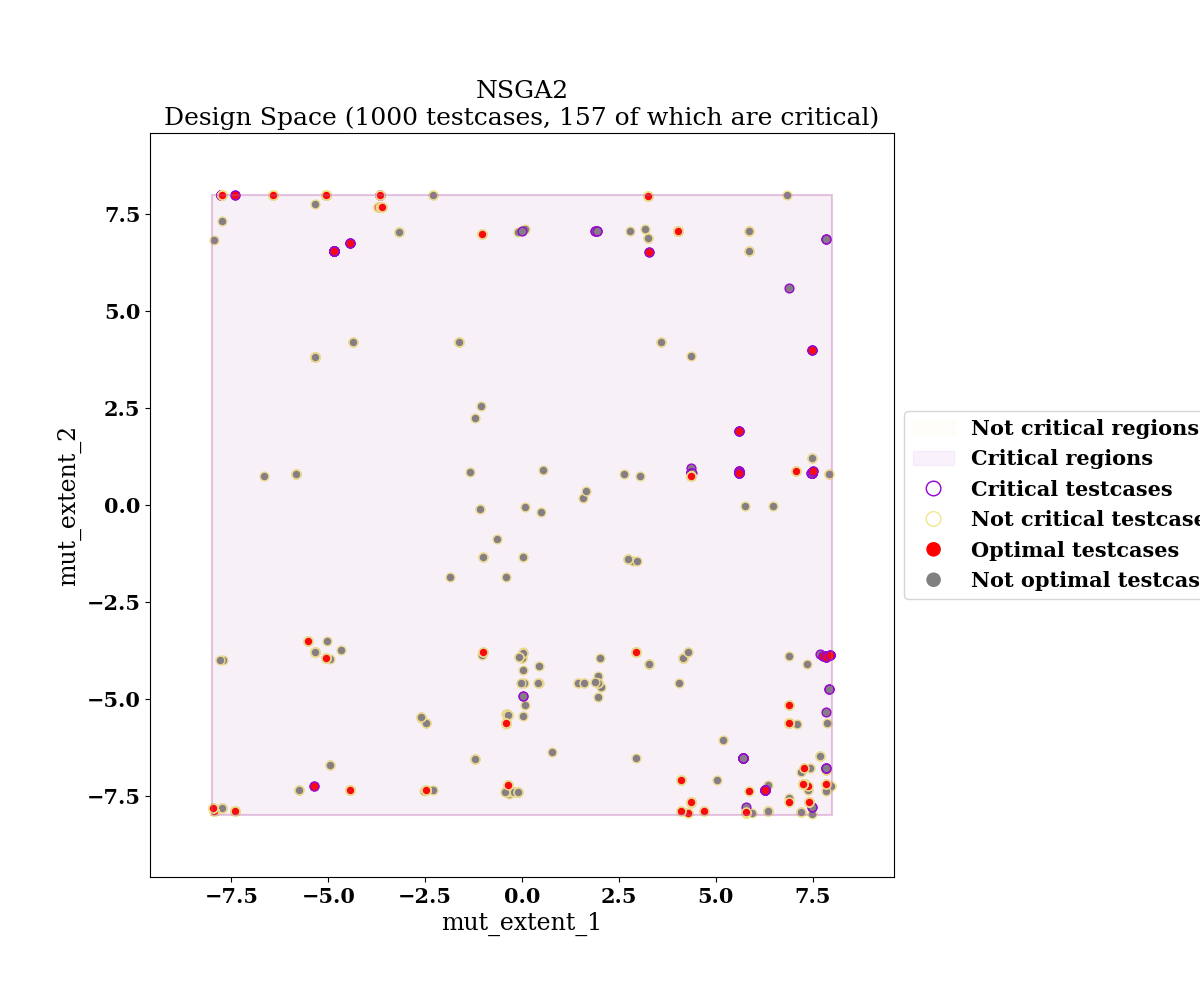 NSGA2
Design Space (1000 testcases, 157 of which are critical)
7.5
5.0
2.5
0.0
−2.5
−5.0
−7.5
mut_extent_2
−7.5
−5.0
−2.5
0.0
2.5
5.0
7.5
mut_extent_1
Not critical regions
Critical regions
Critical testcases
Not critical testcase
Optimal testcases
Not optimal testcas